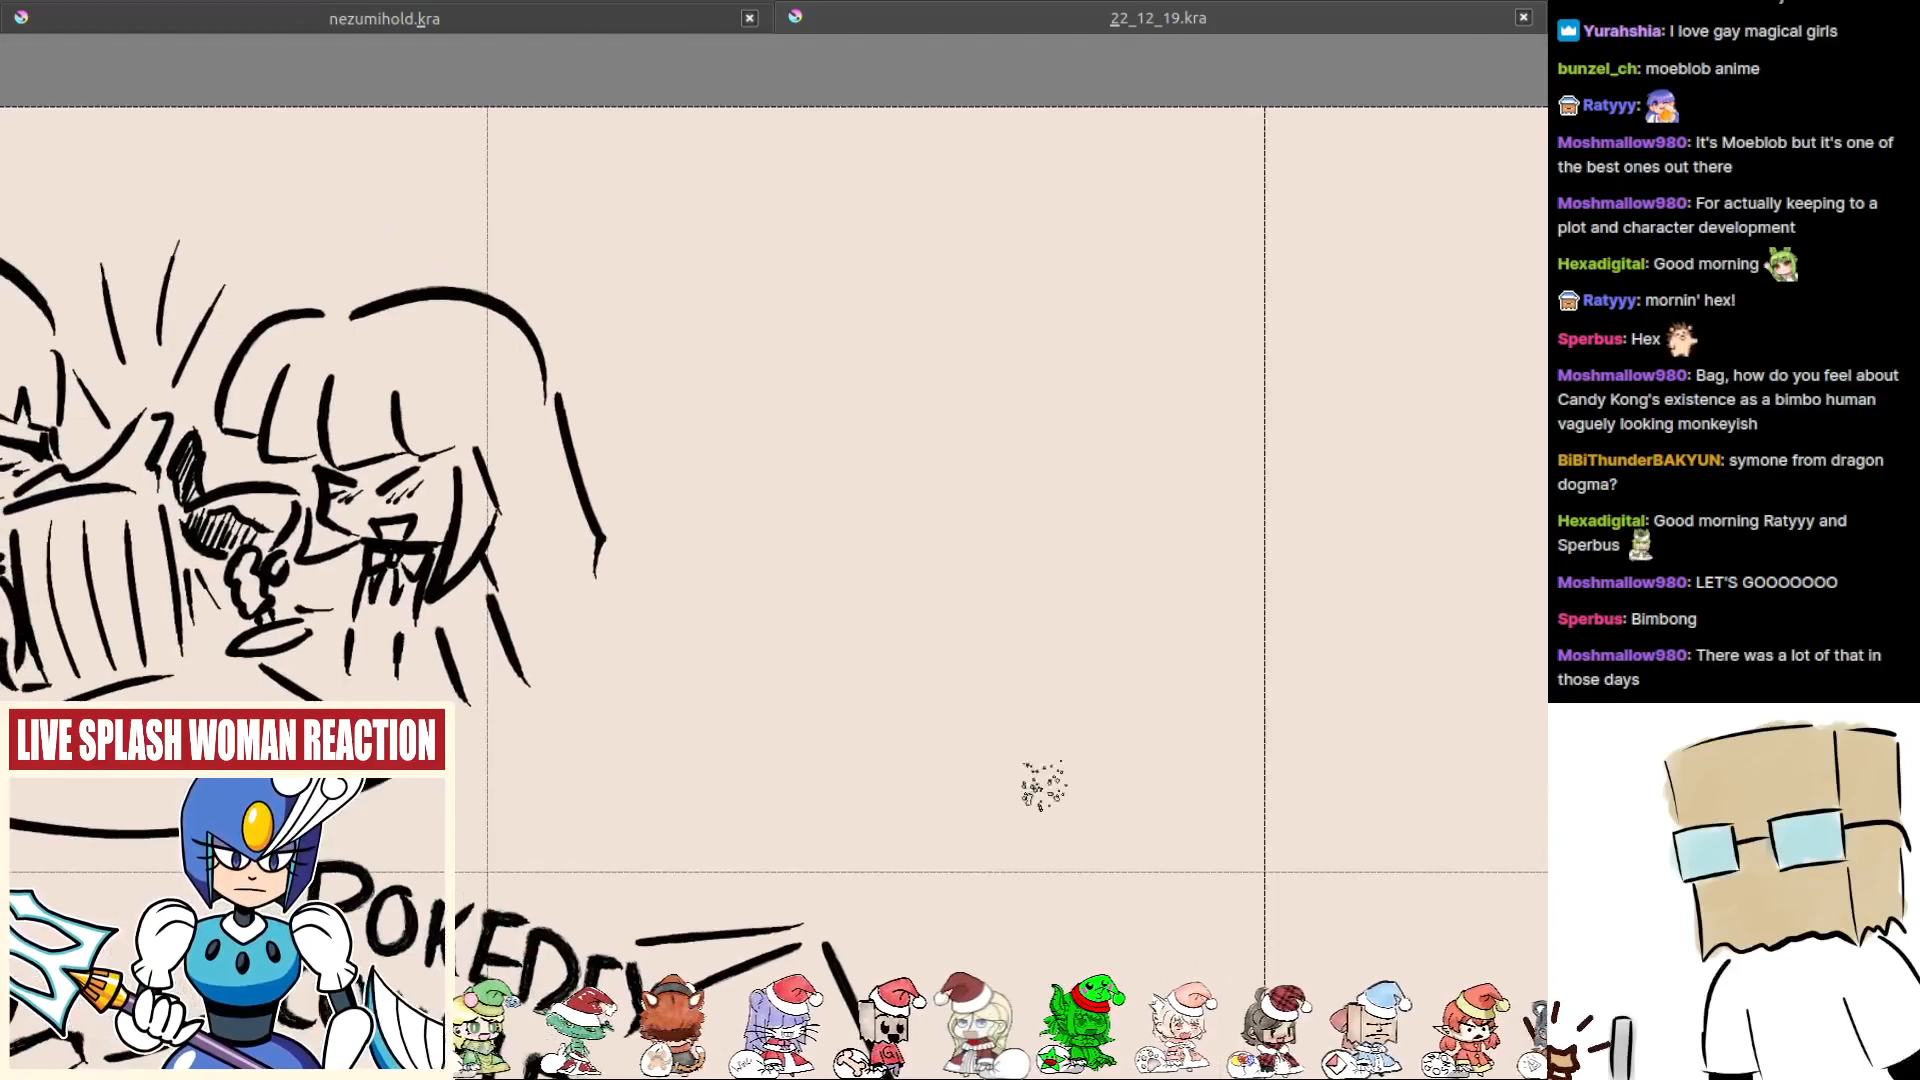 nezumihold.kra
22_12_19.kra
Yurahshia: I love gay magical girls
bunzel_ch: moeblob anime
Ratyyy:
Moshmallow980: It's Moeblob but it's one of
the best ones out there
Moshmallow980: For actually keeping to a
plot and character development
Hexadigital: Good morning
Ratyyy: mornin' hex!
Sperbus: Hex
Moshmallow980: Bag, how do you feel about
Candy Kong's existence as a bimbo human
vaguely looking monkeyish
BiBiThunderBAKYUN: symone from dragon
dogma?
Hexadigital: Good morning Ratyyy and
Sperbus
Moshmallow980: LET'S GOOOOOOO
Sperbus: Bimbong
Moshmallow980: There was a lot of that in
those days
LIVE SPLASH WOMAN REACTION
POKEDEX